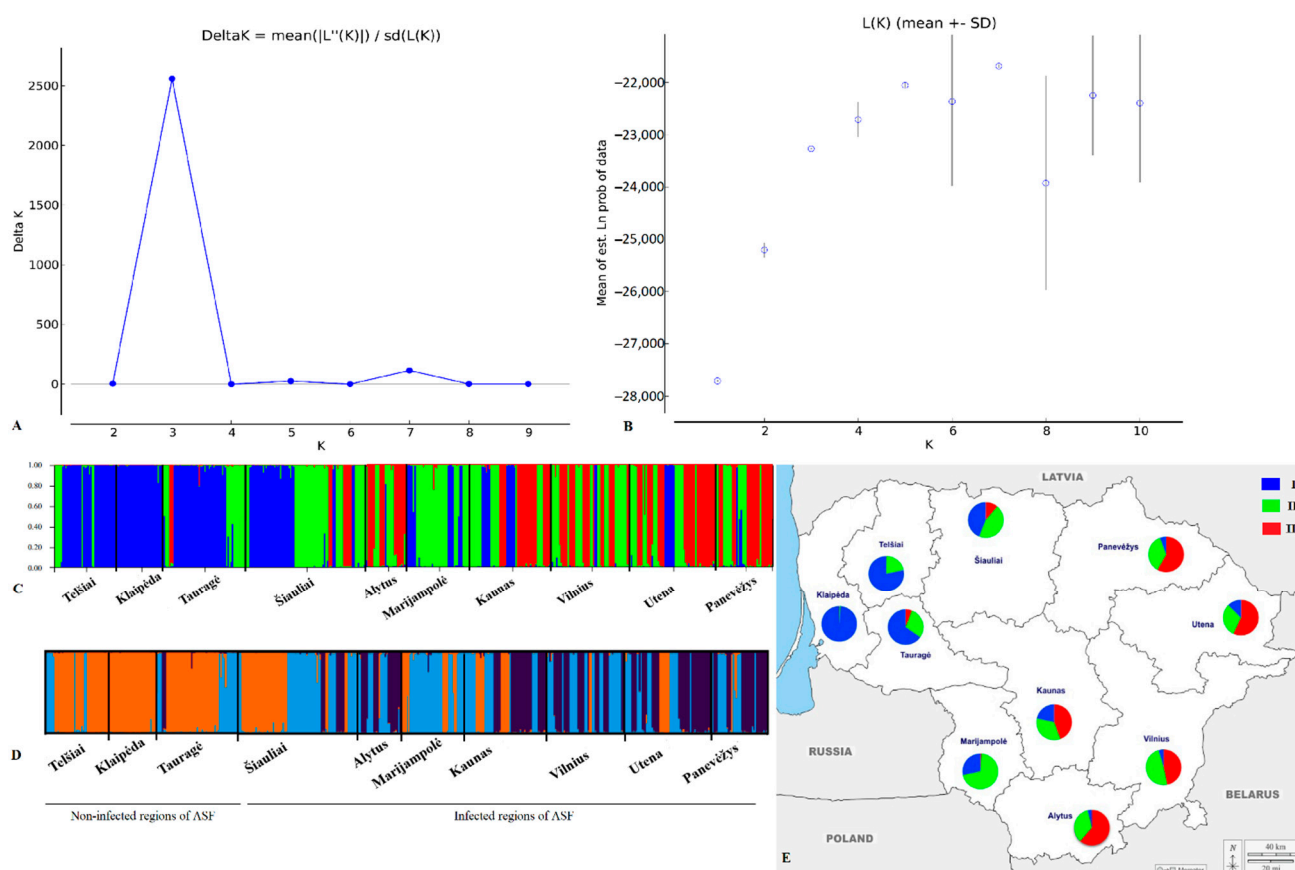 DeltaK = mean(|L''(K)|) / sd(L(K))
Delta K
2500
2000
1500
1000
500
0
2 3 4 5 6 7 8 9
K
A
L(K) (mean +- SD)
Mean of est. Ln prob of data
−22,000
−23,000
−24,000
−25,000
−26,000
−27,000
−28,000
2 4 6 8 10
K
B
1.00
0.80
0.60
0.40
0.20
0.00
C
Telšiai Klaipėda Tauragė Šiauliai Alytus Marijampolė Kaunas Vilnius Utena Panevėžys
D
Telšiai Klaipėda Tauragė Šiauliai Alytus Marijampolė Kaunas Vilnius Utena Panevėžys
Non-infected regions of ASF
Infected regions of ASF
LATVIA
I
II
Telšiai
Šiauliai
Panevėžys
Klaipėda
Tauragė
Utena
Kaunas
Marijampolė
Vilnius
RUSSIA
Alytus
BELARUS
POLAND
E
N
40 km
20 mi